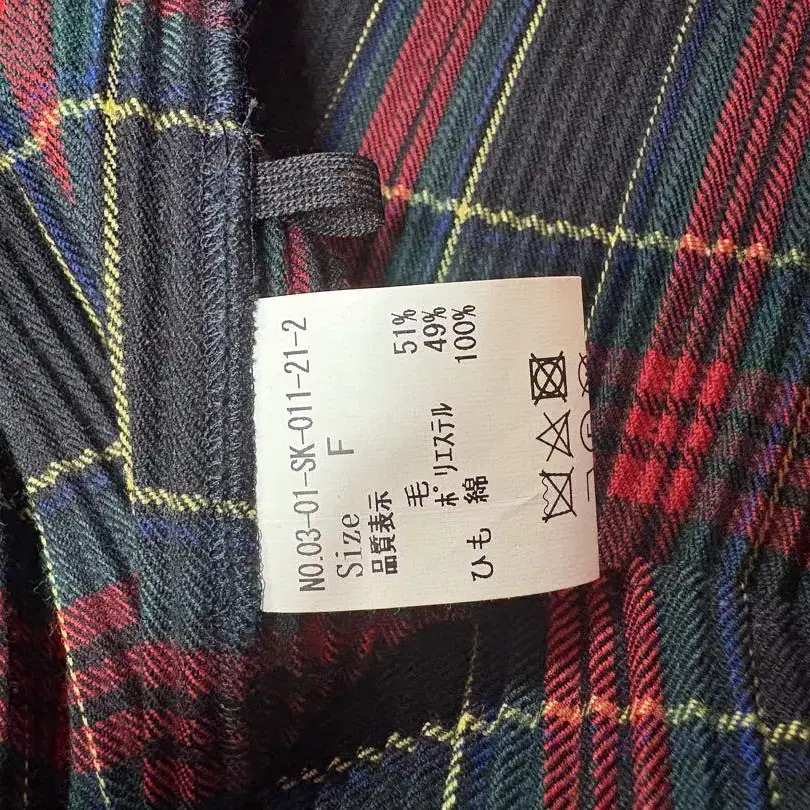 NO.03-01-SK-011-21-2
Size F
品質表示
毛 51%
ポリエステル 49%
ひも 綿 100%